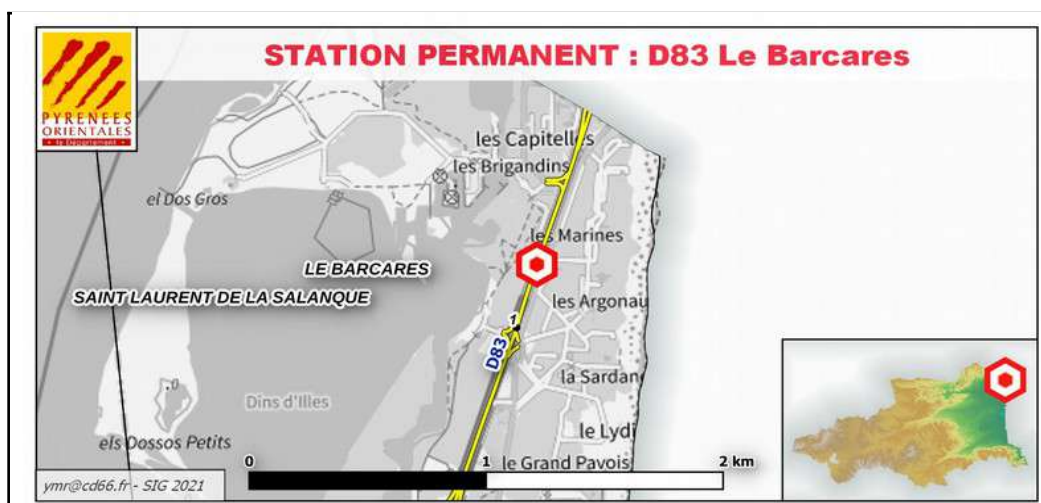 STATION PERMANENT : D83 Le Barcares
PYRENEES
ORIENTALES
le Département
les Capitelles
les Brigandins
el Dos Gros
les Marines
LE BARCARES
SAINT LAURENT DE LA SALANQUE
les Argonau
1
D83
la Sardan
Dins d'Illes
le Lydi
els Dossos Petits
le Grand Pavois
0 1 2 km
ymr@cd66.fr - SIG 2021